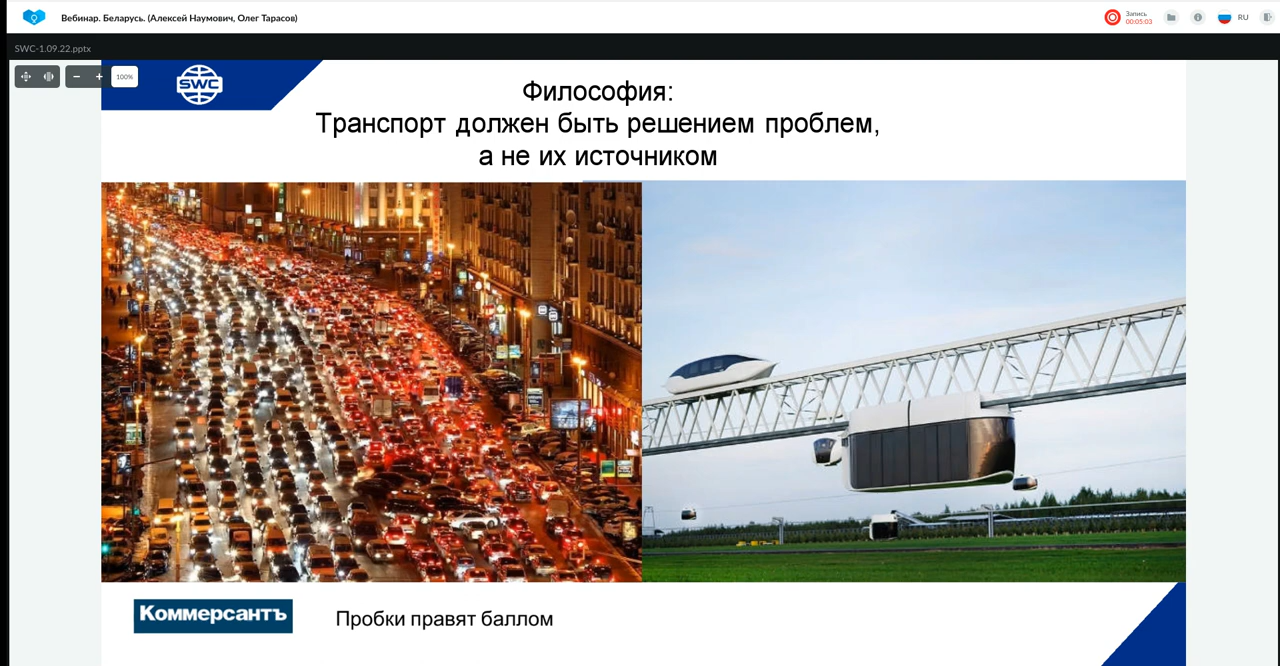 Вебинар. Беларусь. (Алексей Наумович, Олег Тарасов)
Запись
00:05:03
RU
SWC-1.09.22.pptx
100%
SWC
Философия:
Транспорт должен быть решением проблем,
а не их источником
Коммерсантъ
Пробки правят баллом